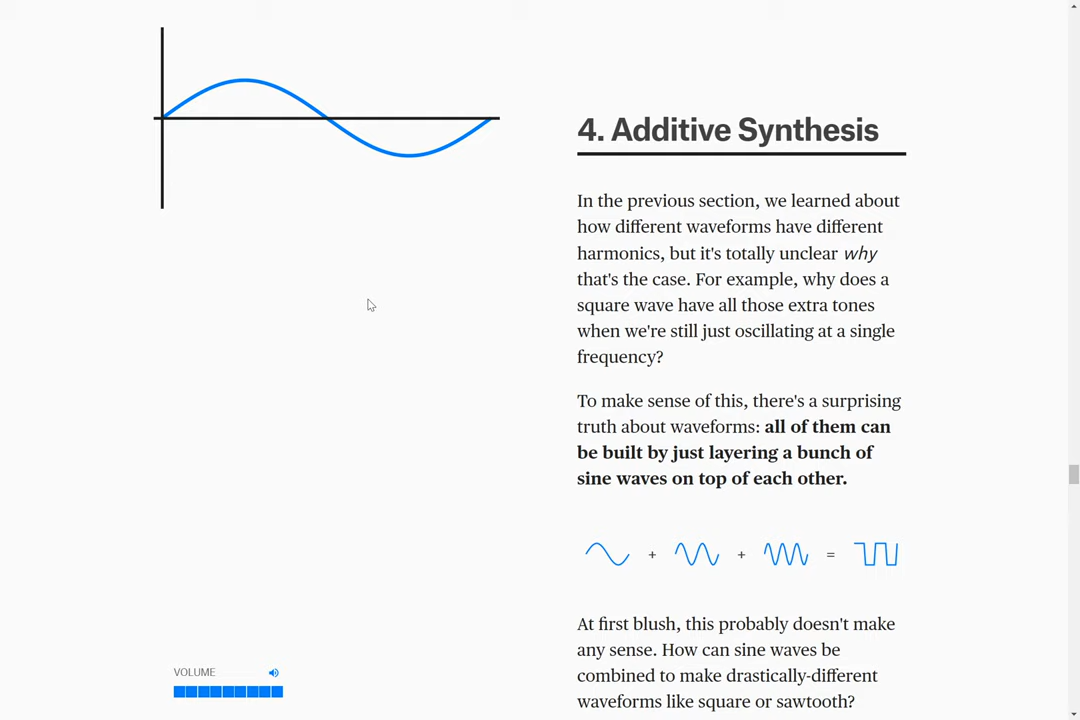 4. Additive Synthesis
In the previous section, we learned about
how different waveforms have different
harmonics, but it's totally unclear why
that's the case. For example, why does a
square wave have all those extra tones
when we're still just oscillating at a single
frequency?
To make sense of this, there's a surprising
truth about waveforms: all of them can
be built by just layering a bunch of
sine waves on top of each other.
+ + =
At first blush, this probably doesn't make
any sense. How can sine waves be
combined to make drastically-different
waveforms like square or sawtooth?
VOLUME